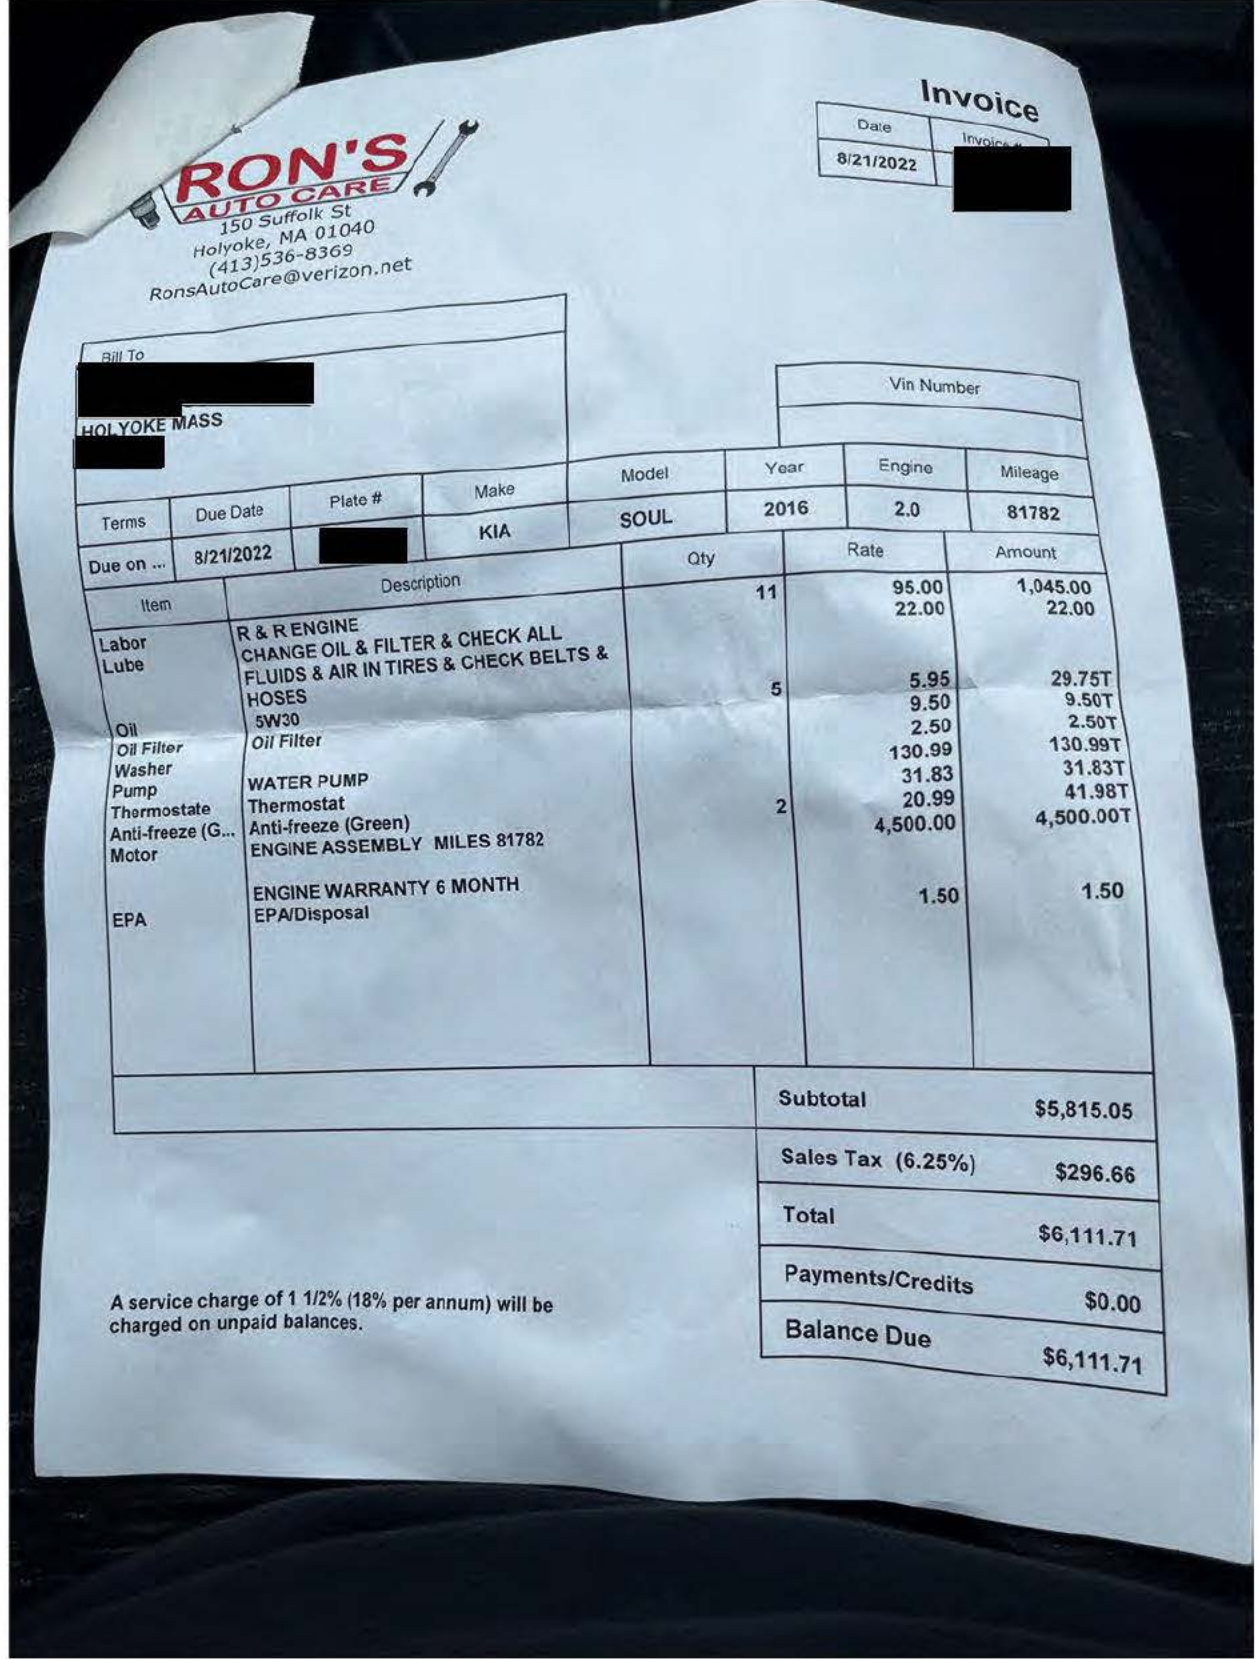 Invoice
Date
8/21/2022
RON'S
AUTO CARE
150 Suffolk St
Holyoke, MA 01040
(413)536-8369
RonsAutoCare@verizon.net
Bill To
HOLYOKE MASS
Vin Number
Terms Due Date Plate # Make Model Year Engine Mileage
Due on ... 8/21/2022 KIA SOUL 2016 2.0 81782
Item Description Qty Rate Amount
Labor R & R ENGINE 11 95.00 1,045.00
Lube CHANGE OIL & FILTER & CHECK ALL 22.00 22.00
FLUIDS & AIR IN TIRES & CHECK BELTS &
HOSES
Oil 5W30 5 5.95 29.75T
Oil Filter Oil Filter 9.50 9.50T
Washer 2.50 2.50T
Pump WATER PUMP 130.99 130.99T
Thermostate Thermostat 31.83 31.83T
Anti-freeze (G... Anti-freeze (Green) 2 20.99 41.98T
Motor ENGINE ASSEMBLY MILES 81782 4,500.00 4,500.00T
ENGINE WARRANTY 6 MONTH
EPA EPA/Disposal 1.50 1.50
Subtotal $5,815.05
Sales Tax (6.25%) $296.66
Total $6,111.71
Payments/Credits $0.00
Balance Due $6,111.71
A service charge of 1 1/2% (18% per annum) will be
charged on unpaid balances.